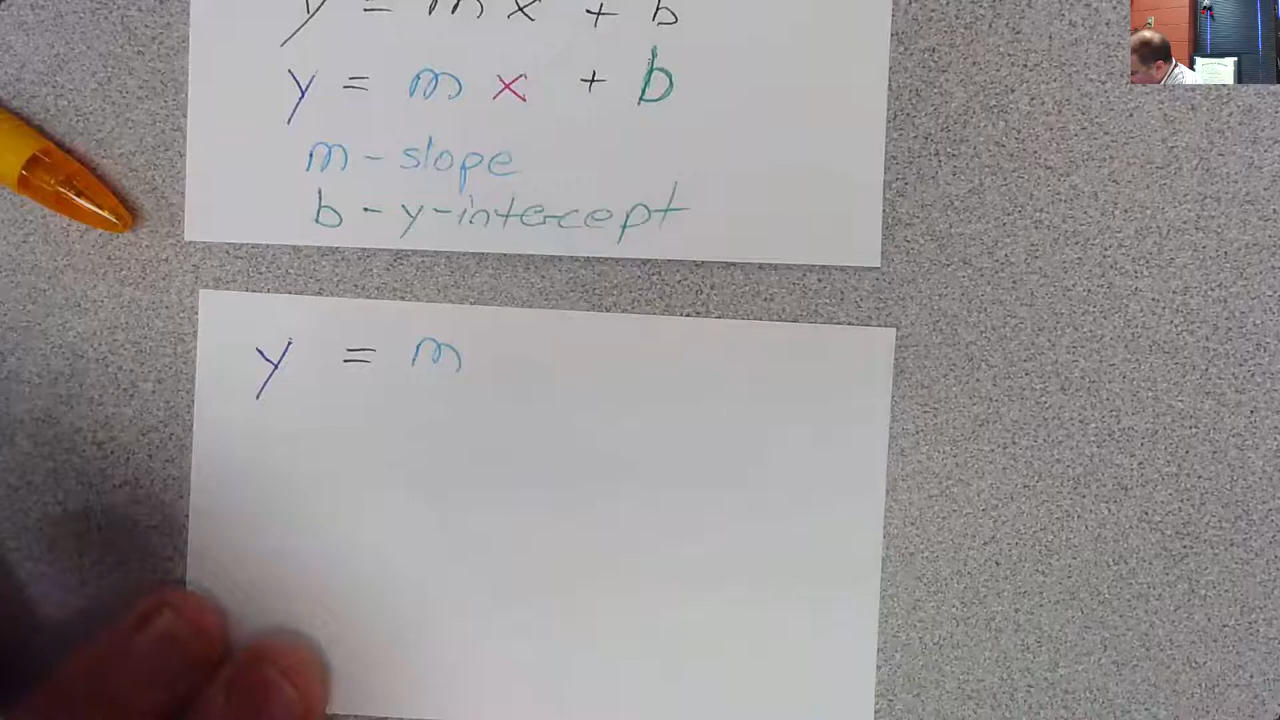 y = m x + b
y = m x + b
m - slope
b - y-intercept
y = m